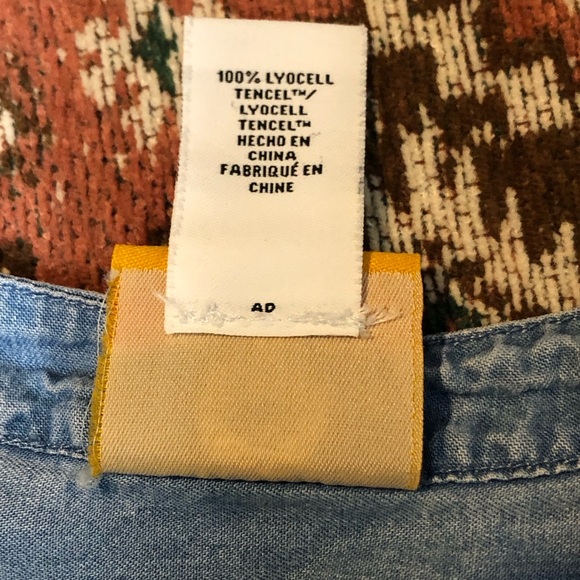 100% LYOCELL
TENCEL™/
LYOCELL
TENCEL™
HECHO EN
CHINA
FABRIQUÉ EN
CHINE
AD